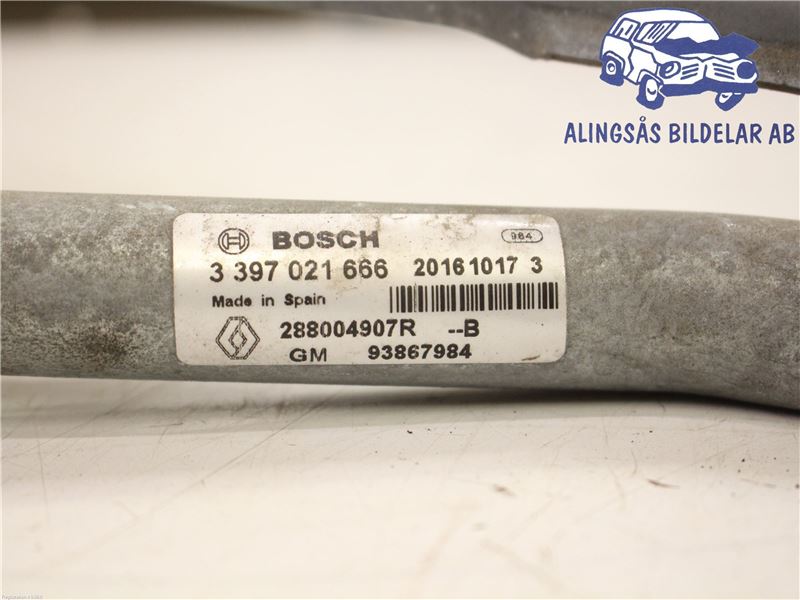 ALINGSÅS BILDELAR AB
BOSCH 984
3 397 021 666 20161017 3
Made in Spain
288004907R --B
GM 93867984